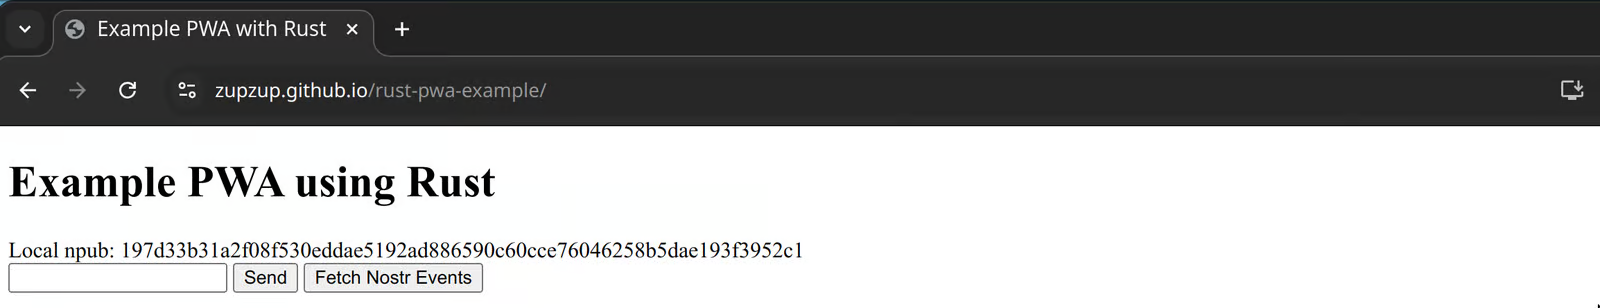 Example PWA with Rust
zupzup.github.io/rust-pwa-example/
Example PWA using Rust
Local npub: 197d33b31a2f08f530eddae5192ad886590c60cce76046258b5dae193f3952c1
Send Fetch Nostr Events